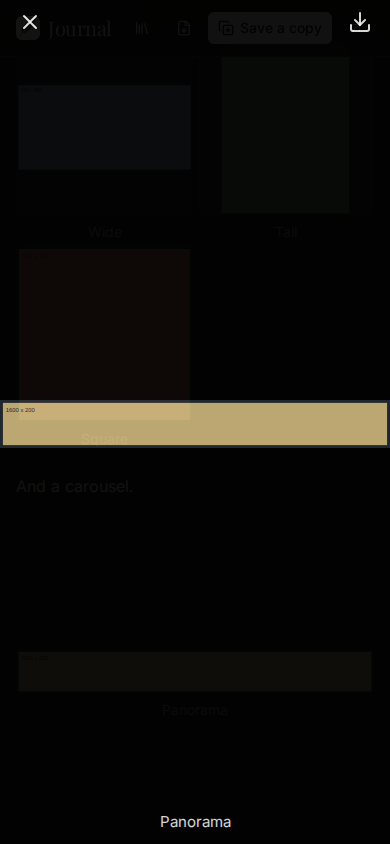 Journal
Save a copy
Wide
Tall
1600 x 200
Square
And a carousel.
Panorama
Panorama